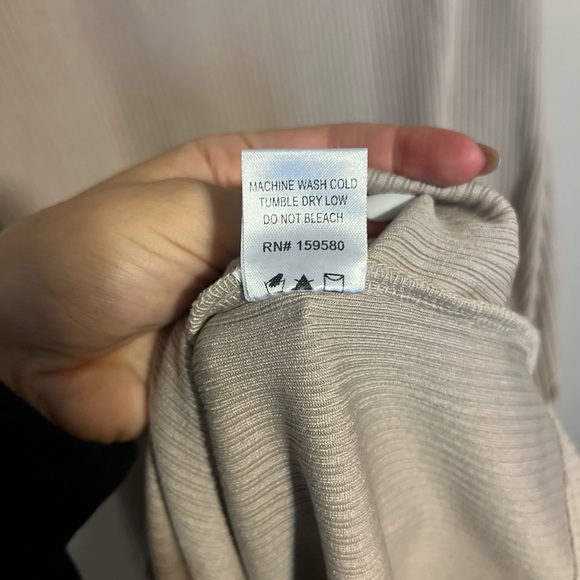 MACHINE WASH COLD
TUMBLE DRY LOW
DO NOT BLEACH
RN# 159580